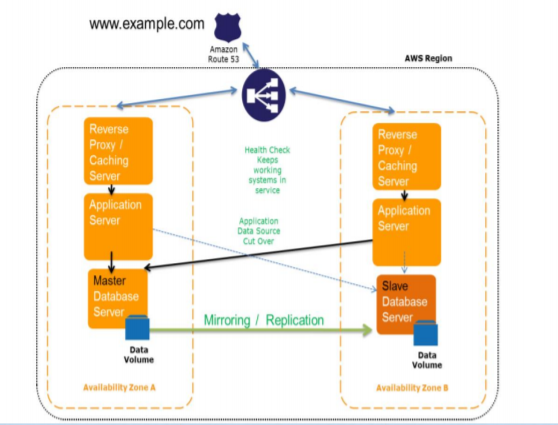 www.example.com
Amazon
Route 53
AWS Region
Reverse
Proxy /
Caching
Server
Application
Server
Master
Database
Server
Data
Volume
Availability Zone A
Health Check
Keeps
working
systems in
service
Application
Data Source
Cut Over
Mirroring / Replication
Reverse
Proxy /
Caching
Server
Application
Server
Slave
Database
Server
Data
Volume
Availability Zone B